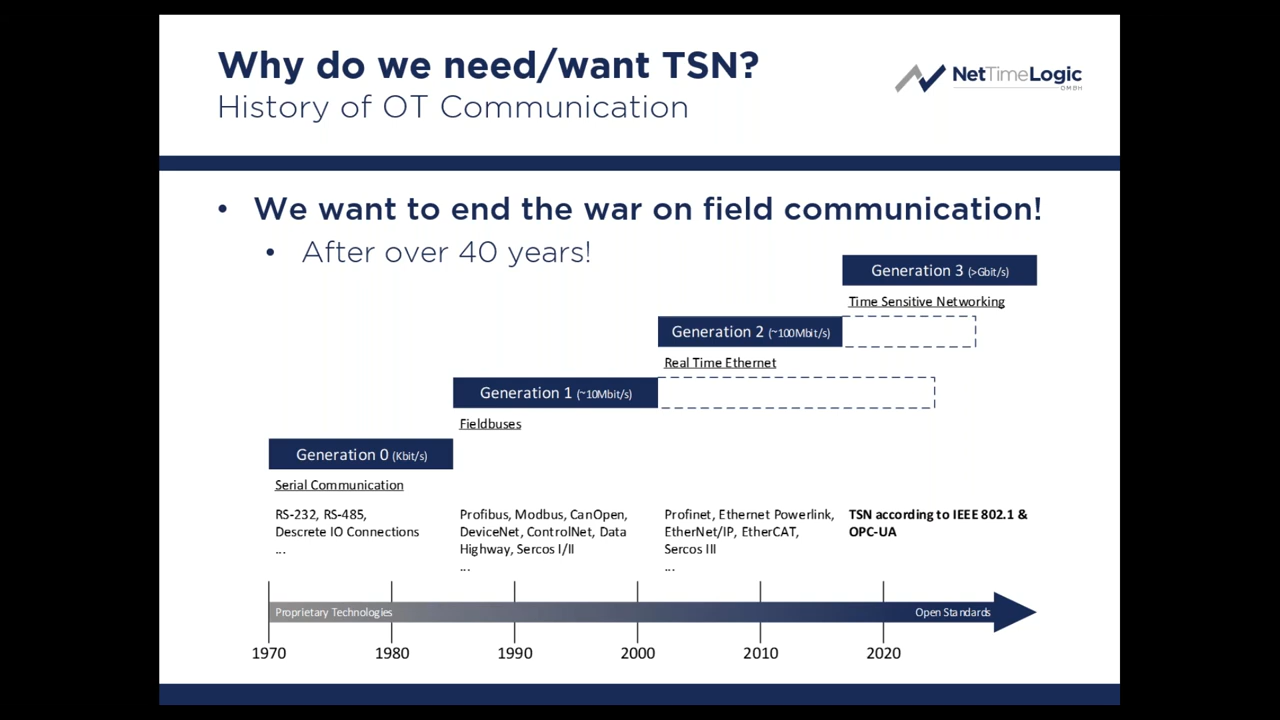 Why do we need/want TSN?
History of OT Communication
NetTimeLogic
GMBH
• We want to end the war on field communication!
• After over 40 years!
Generation 3 (>Gbit/s)
Time Sensitive Networking
Generation 2 (~100Mbit/s)
Real Time Ethernet
Generation 1 (~10Mbit/s)
Fieldbuses
Generation 0 (Kbit/s)
Serial Communication
RS-232, RS-485,
Descrete IO Connections
...
Profibus, Modbus, CanOpen,
DeviceNet, ControlNet, Data
Highway, Sercos I/II
...
Profinet, Ethernet Powerlink,
EtherNet/IP, EtherCAT,
Sercos III
...
TSN according to IEEE 802.1 &
OPC-UA
Proprietary Technologies
Open Standards
1970
1980
1990
2000
2010
2020